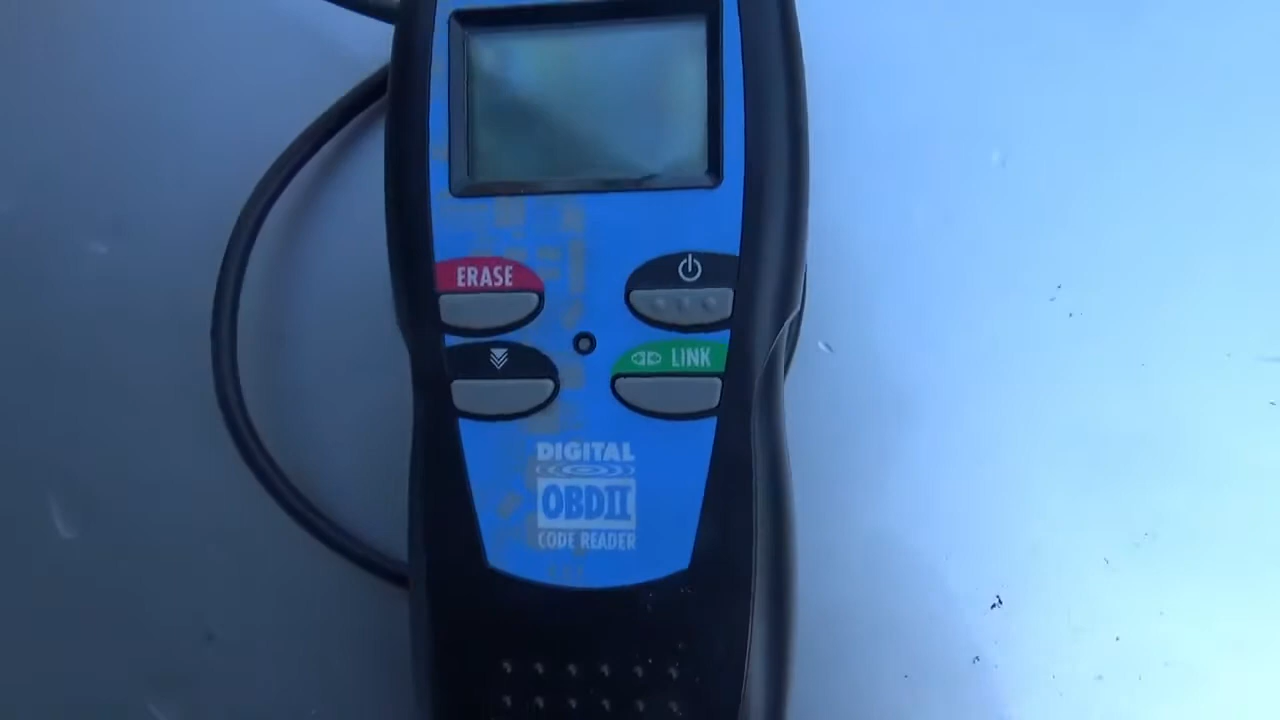 ERASE
LINK
DIGITAL
OBDII
CODE READER